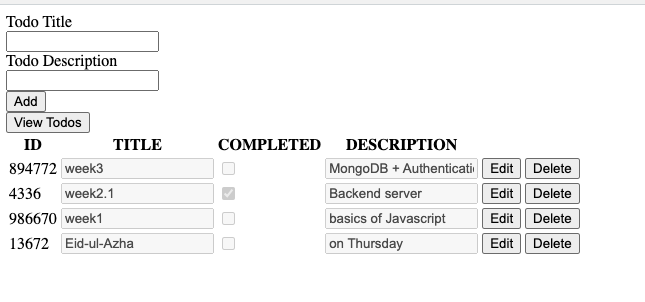 Todo Title
Todo Description
Add
View Todos
ID TITLE COMPLETED DESCRIPTION
894772 week3 MongoDB + Authenticati Edit Delete
4336 week2.1 Backend server Edit Delete
986670 week1 basics of Javascript Edit Delete
13672 Eid-ul-Azha on Thursday Edit Delete